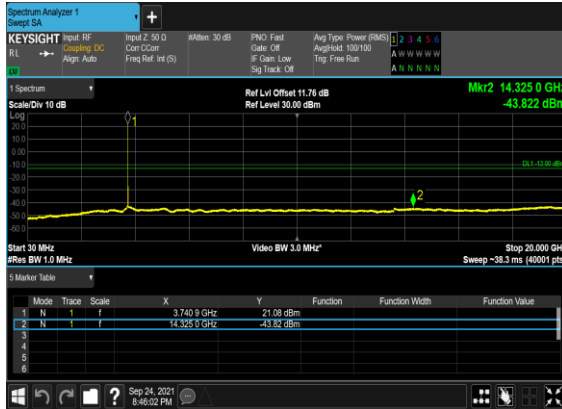 Spectrum Analyzer 1
Swept SA
+
KEYSIGHT Input: RF Input Z: 50 Ω #Atten: 30 dB PNO: Fast Avg Type: Power (RMS) 1 2 3 4 5 6
RL Coupling: DC Corr CCorr Gate: Off Avg|Hold: 100/100 A W W W W W
Align: Auto Freq Ref: Int (S) IF Gain: Low Trig: Free Run
LU Sig Track: Off A N N N N N
1 Spectrum Ref Lvl Offset 11.76 dB Mkr2 14.325 0 GHz
Scale/Div 10 dB Ref Level 30.00 dBm -43.822 dBm
Log
20.0
10.0
0.00
-10.0
DL1 -13.00 dBm
-20.0
-30.0
-40.0
-50.0
-60.0
1
2
Start 30 MHz Video BW 3.0 MHz* Stop 20.000 GHz
#Res BW 1.0 MHz Sweep ~38.3 ms (40001 pts)
5 Marker Table
Mode Trace Scale X Y Function Function Width Function Value
1 N 1 f 3.740 9 GHz 21.08 dBm
2 N 1 f 14.325 0 GHz -43.82 dBm
3
4
5
6
? Sep 24, 2021
8:46:02 PM